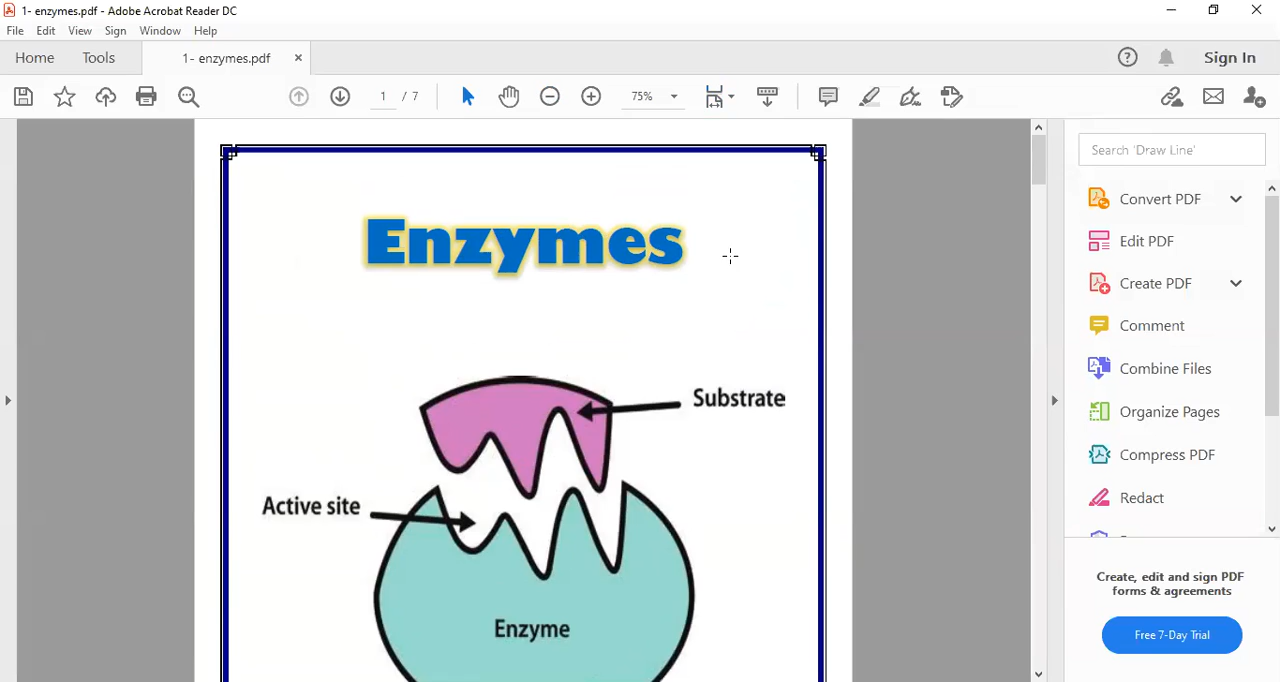 1- enzymes.pdf - Adobe Acrobat Reader DC
File Edit View Sign Window Help
Home Tools 1- enzymes.pdf Sign In
1 / 7 75%
Search 'Draw Line'
Convert PDF
Edit PDF
Create PDF
Comment
Combine Files
Organize Pages
Compress PDF
Redact
Create, edit and sign PDF
forms & agreements
Free 7-Day Trial
Enzymes
Substrate
Active site
Enzyme